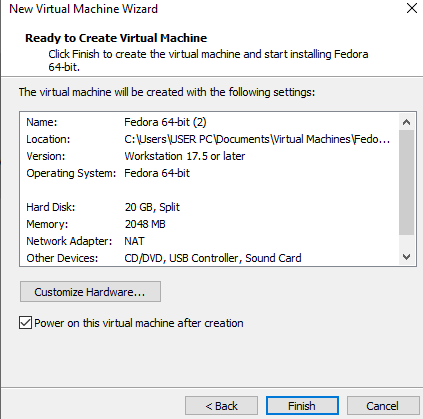 New Virtual Machine Wizard
Ready to Create Virtual Machine
Click Finish to create the virtual machine and start installing Fedora
64-bit.
The virtual machine will be created with the following settings:
Name: Fedora 64-bit (2)
Location: C:\Users\USER PC\Documents\Virtual Machines\Fedo...
Version: Workstation 17.5 or later
Operating System: Fedora 64-bit
Hard Disk: 20 GB, Split
Memory: 2048 MB
Network Adapter: NAT
Other Devices: CD/DVD, USB Controller, Sound Card
Customize Hardware...
Power on this virtual machine after creation
< Back Finish Cancel